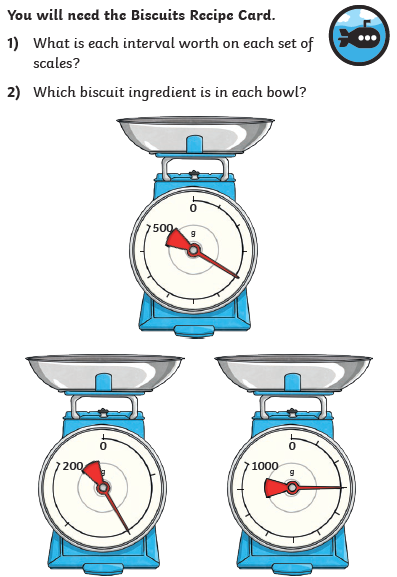 You will need the Biscuits Recipe Card.
1) What is each interval worth on each set of
scales?
2) Which biscuit ingredient is in each bowl?
0
500
g
0
200
g
0
1000
g